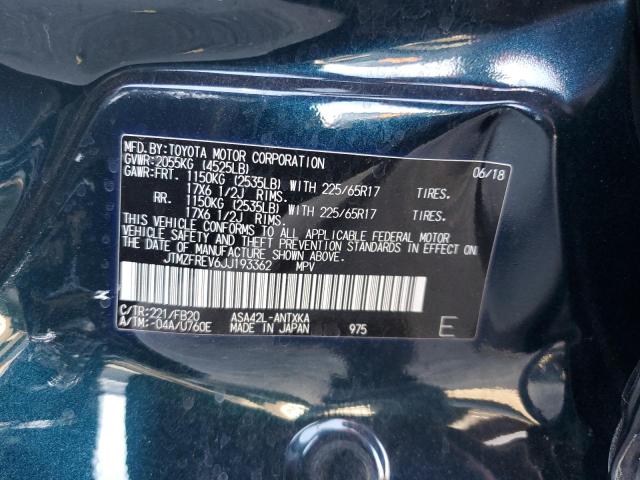 MFD.BY:TOYOTA MOTOR CORPORATION 06/18
GVWR:2055KG (4525LB)
GAWR:FRT. 1150KG (2535LB) WITH 225/65R17 TIRES.
17X6 1/2J RIMS.
RR. 1150KG (2535LB) WITH 225/65R17 TIRES.
17X6 1/2J RIMS.
THIS VEHICLE CONFORMS TO ALL APPLICABLE FEDERAL MOTOR
VEHICLE SAFETY AND THEFT PREVENTION STANDARDS IN EFFECT ON
THE DATE OF MANUFACTURE SHOWN ABOVE.
JTMZFREV6JJ193362 MPV
C/TR:221/FB20 ASA42L-ANTXKA
A/TM:-04A/U760E MADE IN JAPAN 975 E